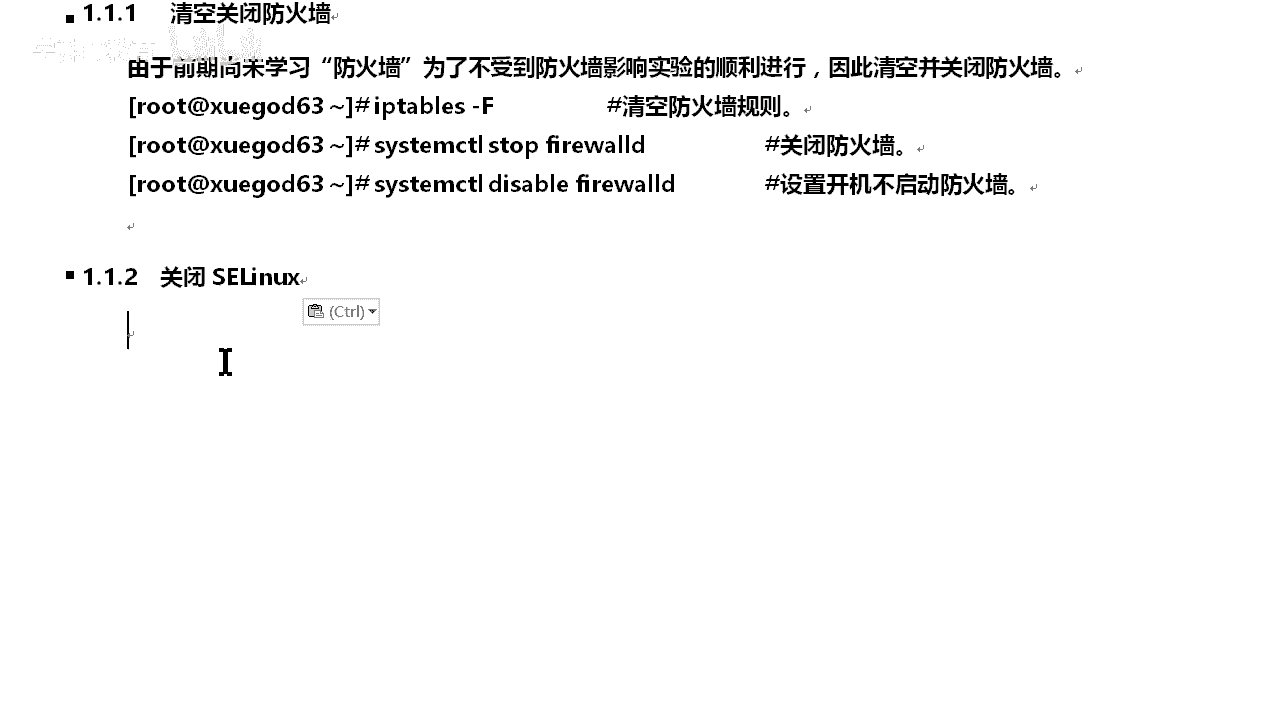 1.1.1 清空关闭防火墙
由于前期尚未学习“防火墙”为了不受到防火墙影响实验的顺利进行，因此清空并关闭防火墙。
[root@xuegod63 ~]# iptables -F #清空防火墙规则。
[root@xuegod63 ~]# systemctl stop firewalld #关闭防火墙。
[root@xuegod63 ~]# systemctl disable firewalld #设置开机不启动防火墙。
1.1.2 关闭 SELinux
(Ctrl)